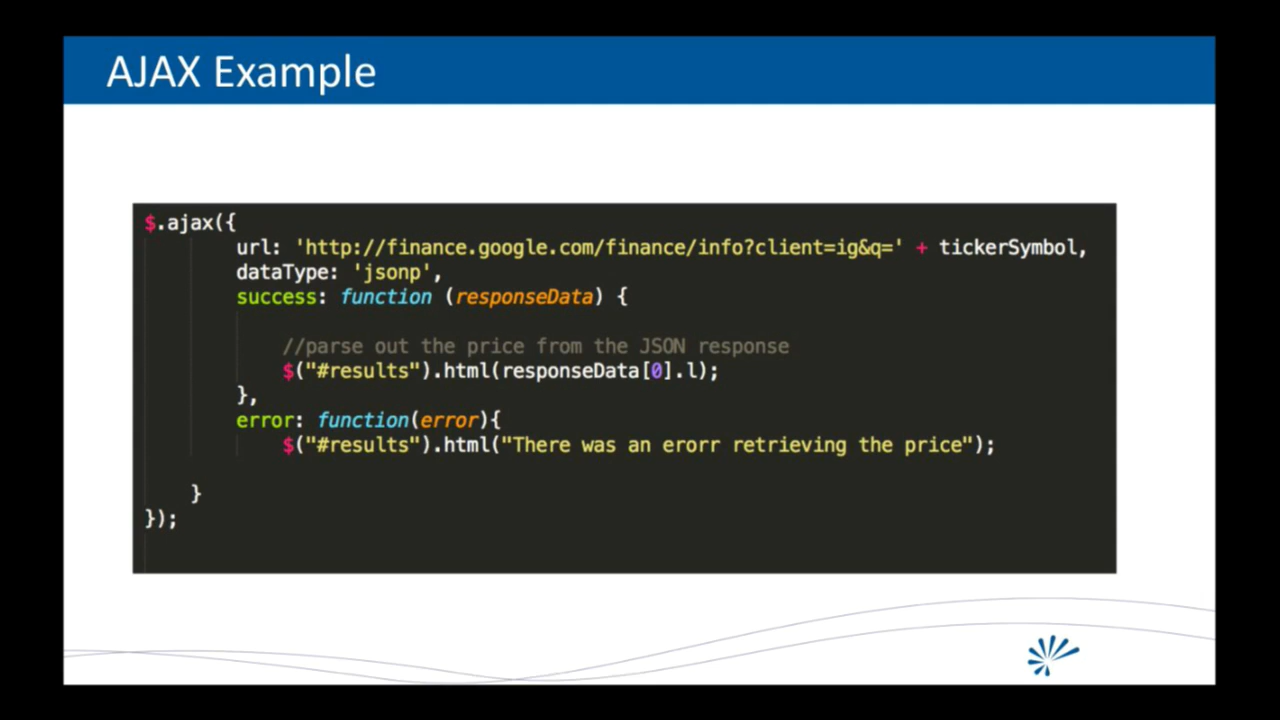 AJAX Example
$.ajax({
url: 'http://finance.google.com/finance/info?client=ig&q=' + tickerSymbol,
dataType: 'jsonp',
success: function (responseData) {
//parse out the price from the JSON response
$("#results").html(responseData[0].l);
},
error: function(error){
$("#results").html("There was an erorr retrieving the price");
}
});